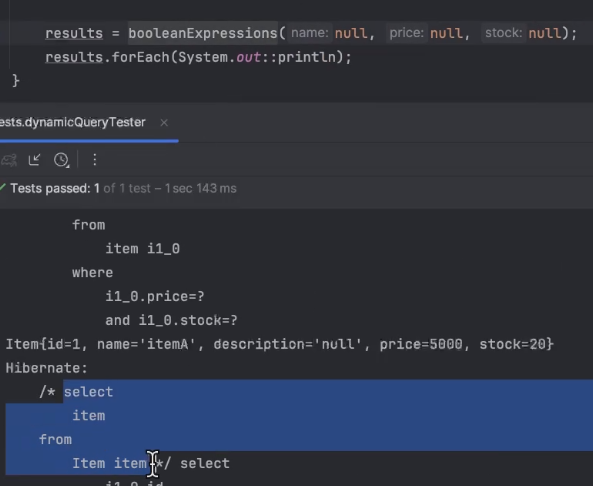 results = booleanExpressions( name: null, price: null, stock: null);
results.forEach(System.out::println);
}
ests.dynamicQueryTester ×
Tests passed: 1 of 1 test – 1 sec 143 ms
from
item i1_0
where
i1_0.price=?
and i1_0.stock=?
Item{id=1, name='itemA', description='null', price=5000, stock=20}
Hibernate:
/* select
item
from
Item item */ select
i1_0.id